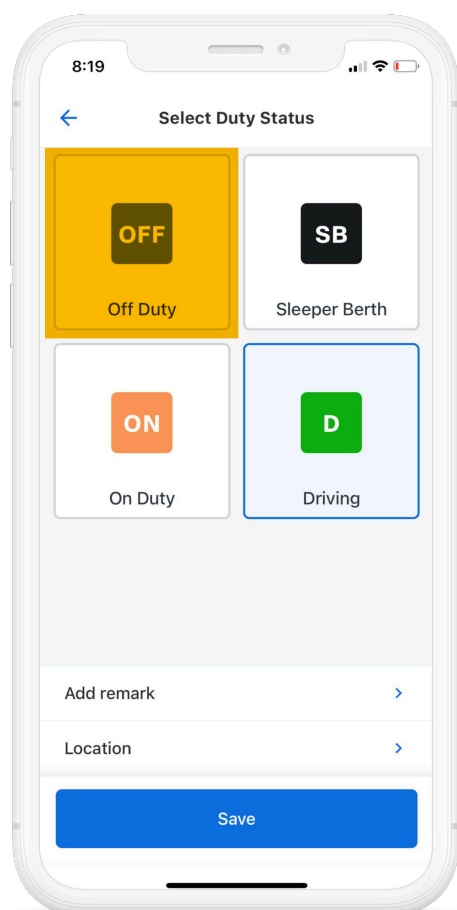 8:19
Select Duty Status
OFF
SB
Off Duty
Sleeper Berth
ON
D
On Duty
Driving
Add remark
Location
Save